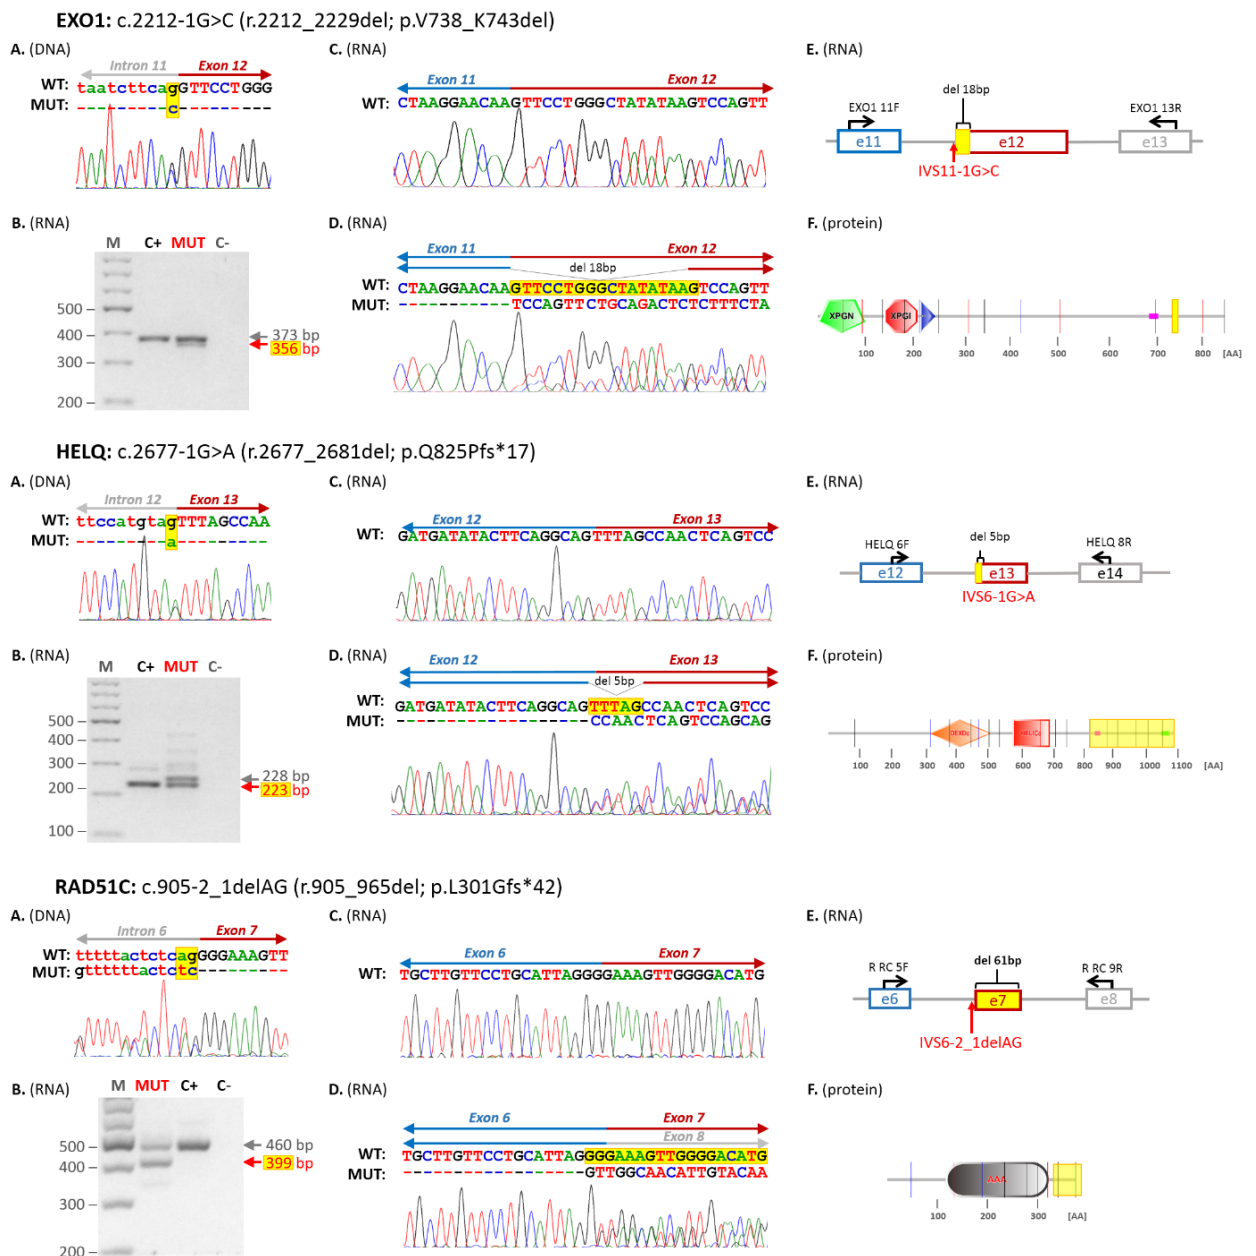 EXO1: c.2212-1G>C (r.2212_2229del; p.V738_K743del)
A. (DNA)
Intron 11 Exon 12
WT: taatcttcagGTTCCTGGG
MUT: ----------c---------
C. (RNA)
Exon 11 Exon 12
WT: CTAAGGAACAAGTTCCTGGGCTATATAAGTCCAGTT
E. (RNA)
del 18bp
EXO1 11F EXO1 13R
e11 e12 e13
IVS11-1G>C
B. (RNA)
M C+ MUT C-
500
400
300
200
373 bp
356 bp
D. (RNA)
Exon 11 Exon 12
del 18bp
WT: CTAAGGAACAAGTTCCTGGGCTATATAAGTCCAGTT
MUT: -----------TCCAGTTCTGCAGACTCTCTTTCTA
F. (protein)
XPGN XPGI
100 200 300 400 500 600 700 800 [AA]
HELQ: c.2677-1G>A (r.2677_2681del; p.Q825Pfs*17)
A. (DNA)
Intron 12 Exon 13
WT: ttccatgtagTTTAGCCAA
MUT: ---------a---------
C. (RNA)
Exon 12 Exon 13
WT: GATGATATACTTCAGGCAGTTTAGCCAACTCAGTCC
E. (RNA)
del 5bp
HELQ 6F HELQ 8R
e12 e13 e14
IVS6-1G>A
B. (RNA)
M C+ MUT C-
500
400
300
200
100
228 bp
223 bp
D. (RNA)
Exon 12 Exon 13
del 5bp
WT: GATGATATACTTCAGGCAGTTTAGCCAACTCAGTCC
MUT: -------------------CCAACTCAGTCCAGCAG
F. (protein)
DEXDc HELICc
100 200 300 400 500 600 700 800 900 1000 1100 [AA]
RAD51C: c.905-2_1delAG (r.905_965del; p.L301Gfs*42)
A. (DNA)
Intron 6 Exon 7
WT: tttttactctcagGGGAAAGTT
MUT: gttttttactctc---------
C. (RNA)
Exon 6 Exon 7
WT: TGCTTGTTCCTGCATTAGGGGAAAGTTGGGGACATG
E. (RNA)
del 61bp
R RC 5F R RC 9R
e6 e7 e8
IVS6-2_1delAG
B. (RNA)
M MUT C+ C-
500
400
300
200
460 bp
399 bp
D. (RNA)
Exon 6 Exon 7
Exon 8
WT: TGCTTGTTCCTGCATTAGGGGAAAGTTGGGGACATG
MUT: ------------------GTTGGCAACATTGTACAA
F. (protein)
AAA
100 200 300 [AA]